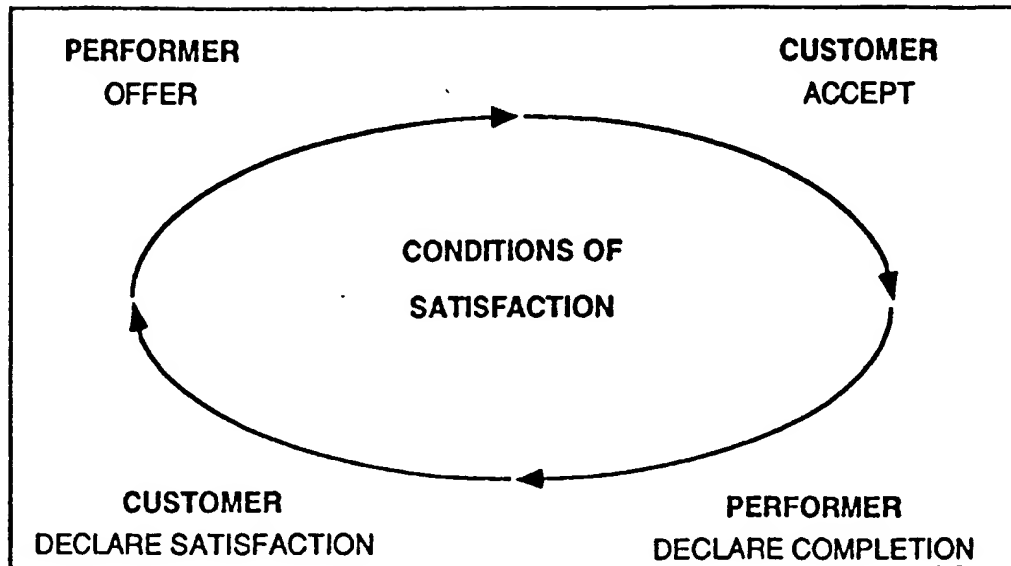 PERFORMER
OFFER
CUSTOMER
ACCEPT
CONDITIONS OF
SATISFACTION
CUSTOMER
DECLARE SATISFACTION
PERFORMER
DECLARE COMPLETION